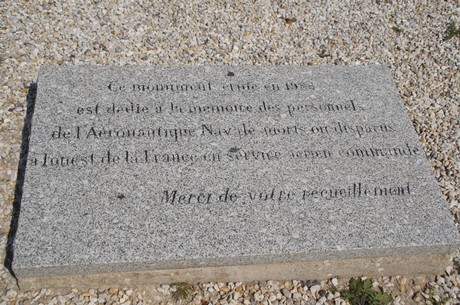 Ce monument érigé en 1988
est dédié à la mémoire des personnels
de l'Aéronautique Navale morts ou disparus
à l'ouest de la France en service aérien commandé
Merci de votre recueillement